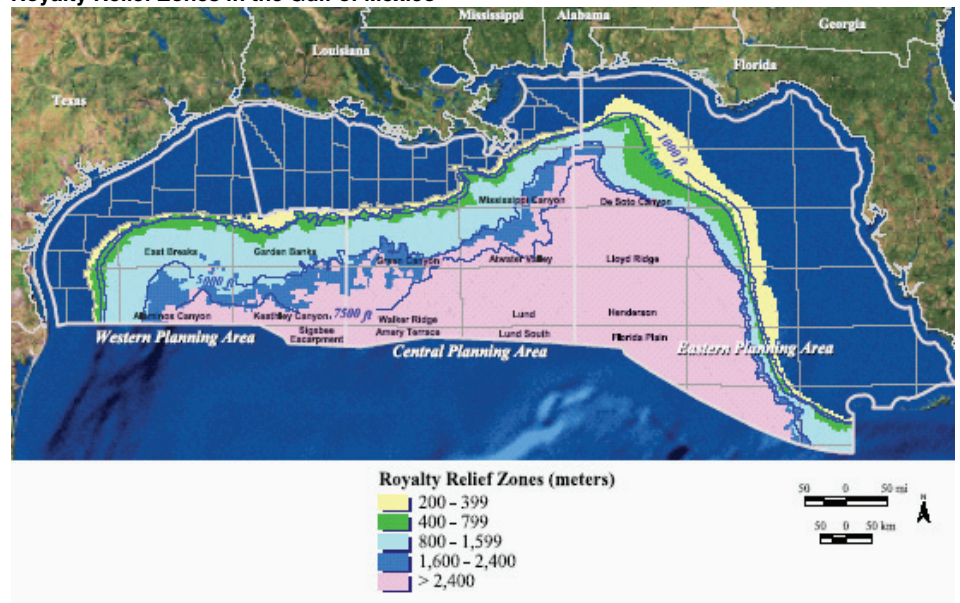 Royalty Relief Zones in the Gulf of Mexico
Mississippi
Alabama
Georgia
Louisiana
Florida
Texas
1000 ft
1500 ft
Mississippi Canyon
De Soto Canyon
East Breaks
Garden Banks
Green Canyon
Atwater Valley
Lloyd Ridge
5000 ft
7500 ft
Alaminos Canyon
Keathley Canyon
Walker Ridge
Lund
Henderson
Sigsbee
Escarpment
Amery Terrace
Lund South
Florida Plain
Western Planning Area
Central Planning Area
Eastern Planning Area
Royalty Relief Zones (meters)
200 – 399
400 – 799
800 – 1,599
1,600 – 2,400
> 2,400
50 0 50 mi
50 0 50 km
N